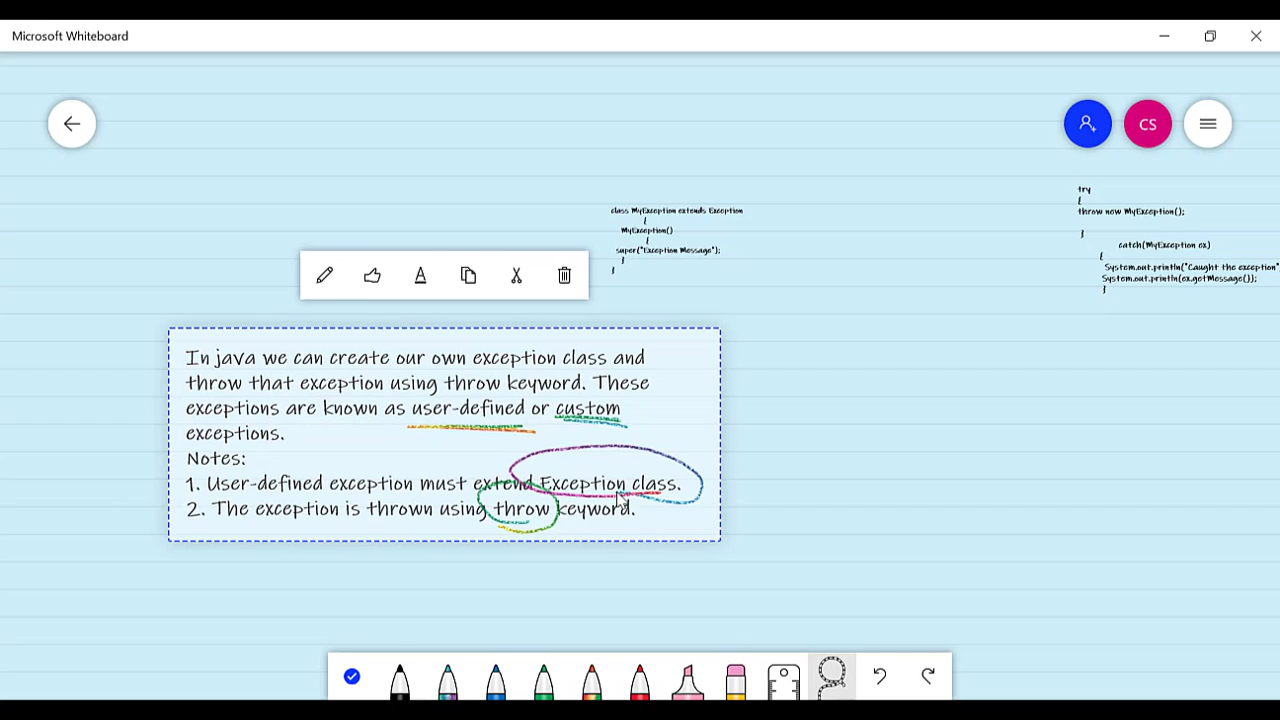 Microsoft Whiteboard
CS
class MyException extends Exception
{
MyException()
{
super("Exception Message");
}
}
try
{
throw new MyException();
}
catch(MyException ex)
{
System.out.println("Caught the exception"
System.out.println(ex.getMessage());
}
In java we can create our own exception class and
throw that exception using throw keyword. These
exceptions are known as user-defined or custom
exceptions.
Notes:
1. User-defined exception must extend Exception class.
2. The exception is thrown using throw keyword.